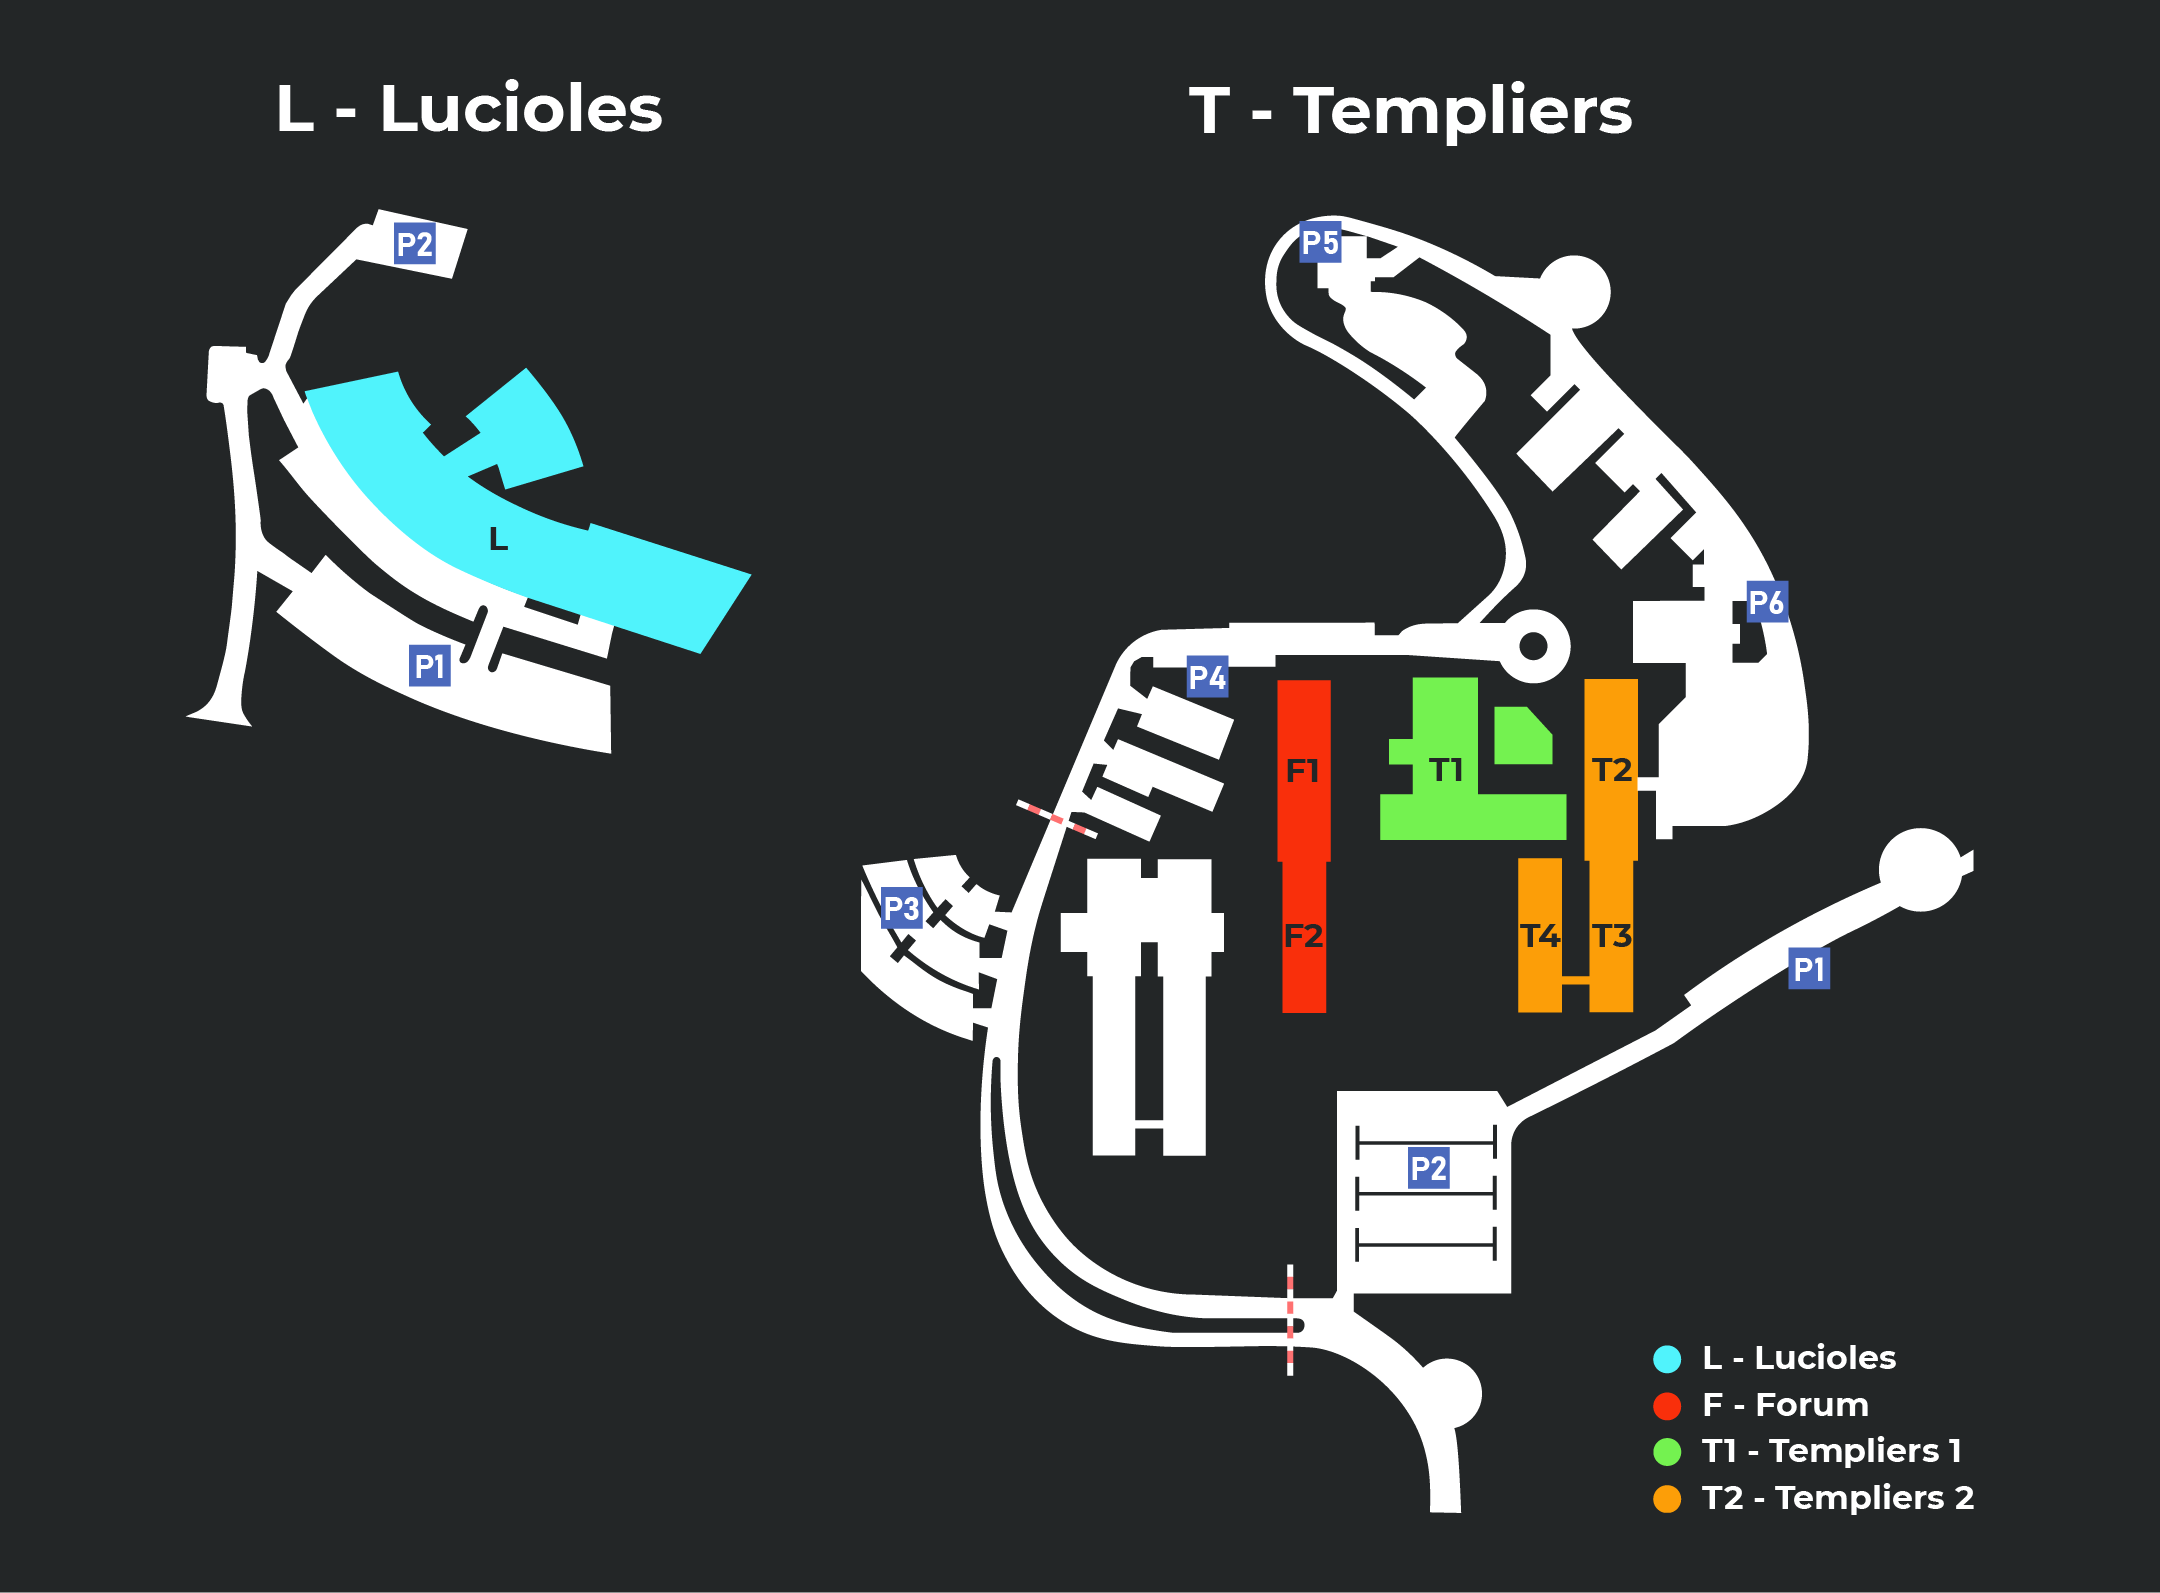 L - Lucioles
T - Templiers
P2
P1
L
P5
P6
P4
F1
T1
T2
P3
F2
T4
T3
P1
P2
L - Lucioles
F - Forum
T1 - Templiers 1
T2 - Templiers 2